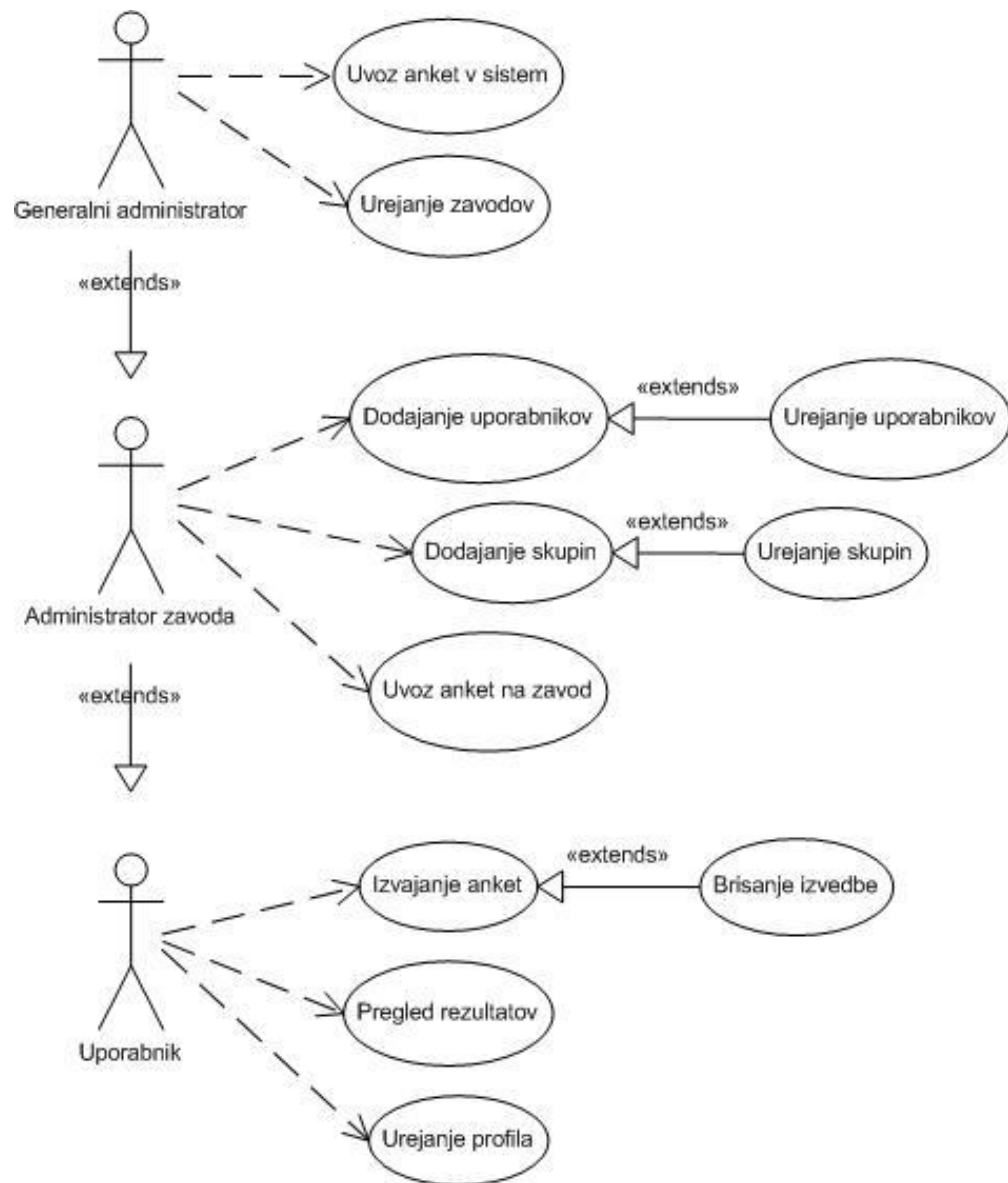 Uvoz anket v sistem
Urejanje zavodov
Generalni administrator
«extends»
Dodajanje uporabnikov
«extends»
Urejanje uporabnikov
Dodajanje skupin
«extends»
Urejanje skupin
Administrator zavoda
Uvoz anket na zavod
«extends»
Izvajanje anket
«extends»
Brisanje izvedbe
Pregled rezultatov
Uporabnik
Urejanje profila